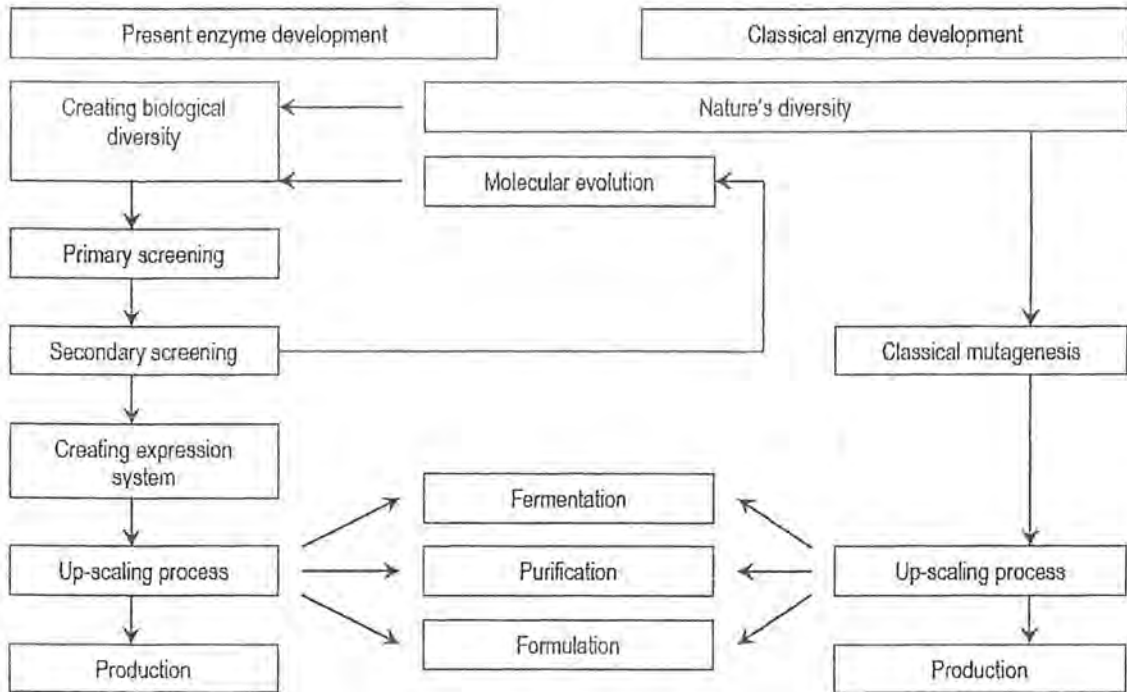 Present enzyme development
Classical enzyme development
Creating biological
diversity
Nature's diversity
Molecular evolution
Primary screening
Secondary screening
Classical mutagenesis
Creating expression
system
Fermentation
Up-scaling process
Purification
Up-scaling process
Formulation
Production
Production